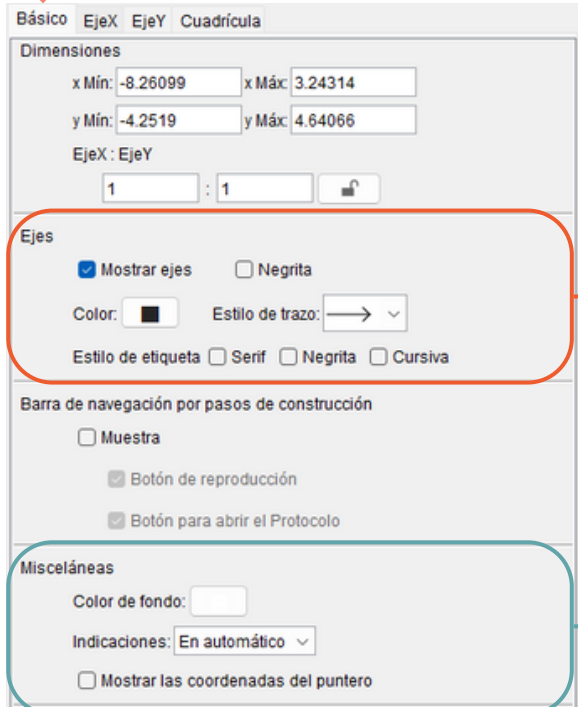 Básico EjeX EjeY Cuadrícula
Dimensiones
x Mín: -8.26099 x Máx: 3.24314
y Mín: -4.2519 y Máx: 4.64066
EjeX : EjeY
1 : 1
Ejes
Mostrar ejes Negrita
Color: Estilo de trazo:
Estilo de etiqueta Serif Negrita Cursiva
Barra de navegación por pasos de construcción
Muestra
Botón de reproducción
Botón para abrir el Protocolo
Misceláneas
Color de fondo:
Indicaciones: En automático
Mostrar las coordenadas del puntero